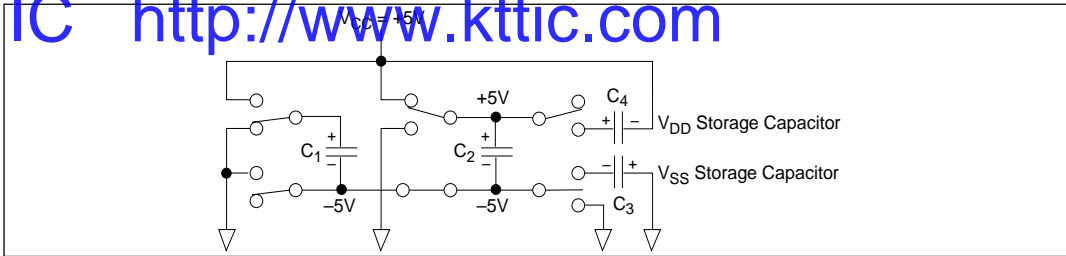 IC http://www.kttic.com
VCC = +5V
+5V
C4
+ –
VDD Storage Capacitor
+
C1
–
+
C2
–
– +
VSS Storage Capacitor
–5V
–5V
C3